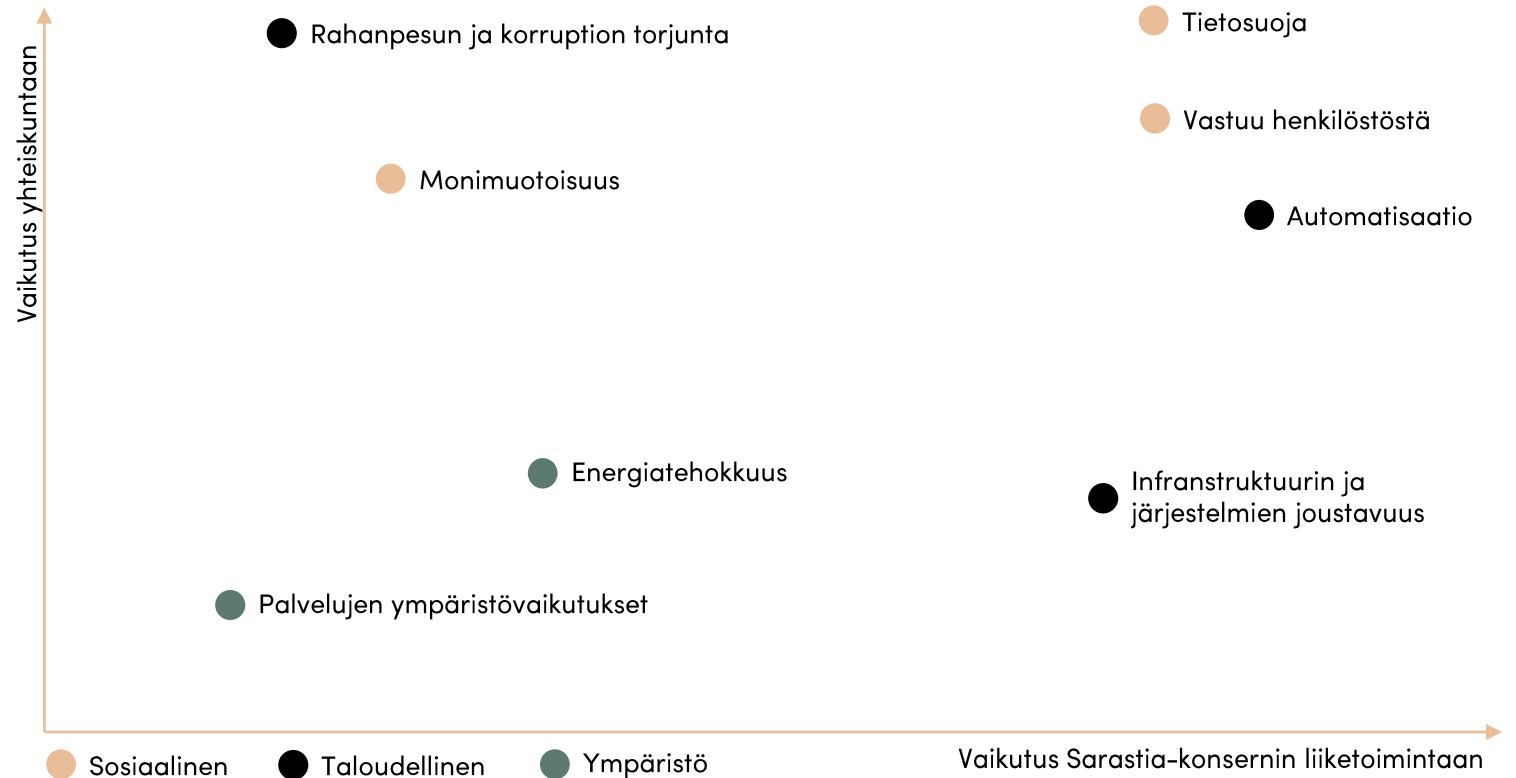 Vaikutus yhteiskuntaan
Rahanpesun ja korruption torjunta
Tietosuoja
Vastuu henkilöstöstä
Monimuotoisuus
Automatisaatio
Energiatehokkuus
Infranstruktuurin ja
järjestelmien joustavuus
Palvelujen ympäristövaikutukset
Sosiaalinen
Taloudellinen
Ympäristö
Vaikutus Sarastia-konsernin liiketoimintaan